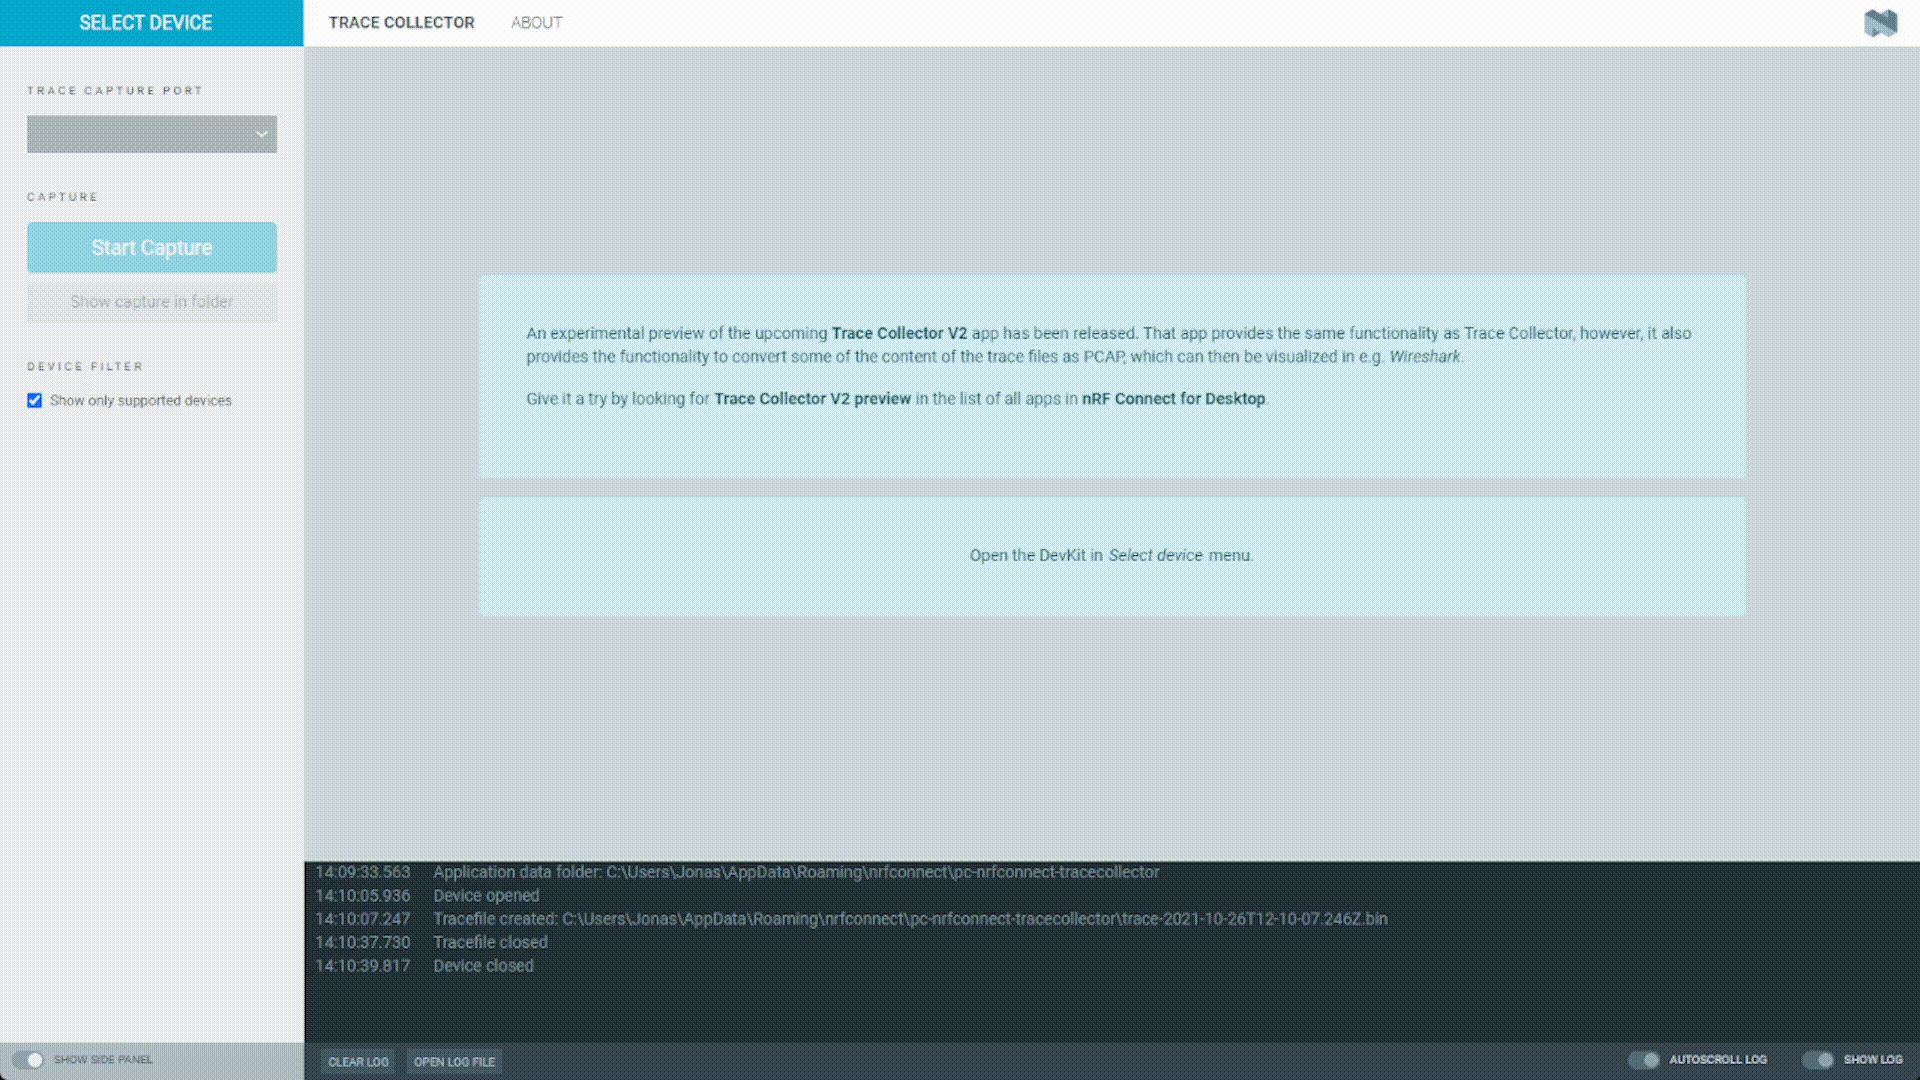 SELECT DEVICE
TRACE COLLECTOR
ABOUT
TRACE CAPTURE PORT
CAPTURE
Start Capture
Show capture in folder
DEVICE FILTER
Show only supported devices
An experimental preview of the upcoming Trace Collector V2 app has been released. That app provides the same functionality as Trace Collector, however, it also
provides the functionality to convert some of the content of the trace files as PCAP, which can then be visualized in e.g. Wireshark.
Give it a try by looking for Trace Collector V2 preview in the list of all apps in nRF Connect for Desktop.
Open the DevKit in Select device menu.
14:09:33.563 Application data folder: C:\Users\Jonas\AppData\Roaming\nrfconnect\pc-nrfconnect-tracecollector
14:10:05.936 Device opened
14:10:07.247 Tracefile created: C:\Users\Jonas\AppData\Roaming\nrfconnect\pc-nrfconnect-tracecollector\trace-2021-10-26T12-10-07.246Z.bin
14:10:37.730 Tracefile closed
14:10:39.817 Device closed
SHOW SIDE PANEL
CLEAR LOG
OPEN LOG FILE
AUTOSCROLL LOG
SHOW LOG